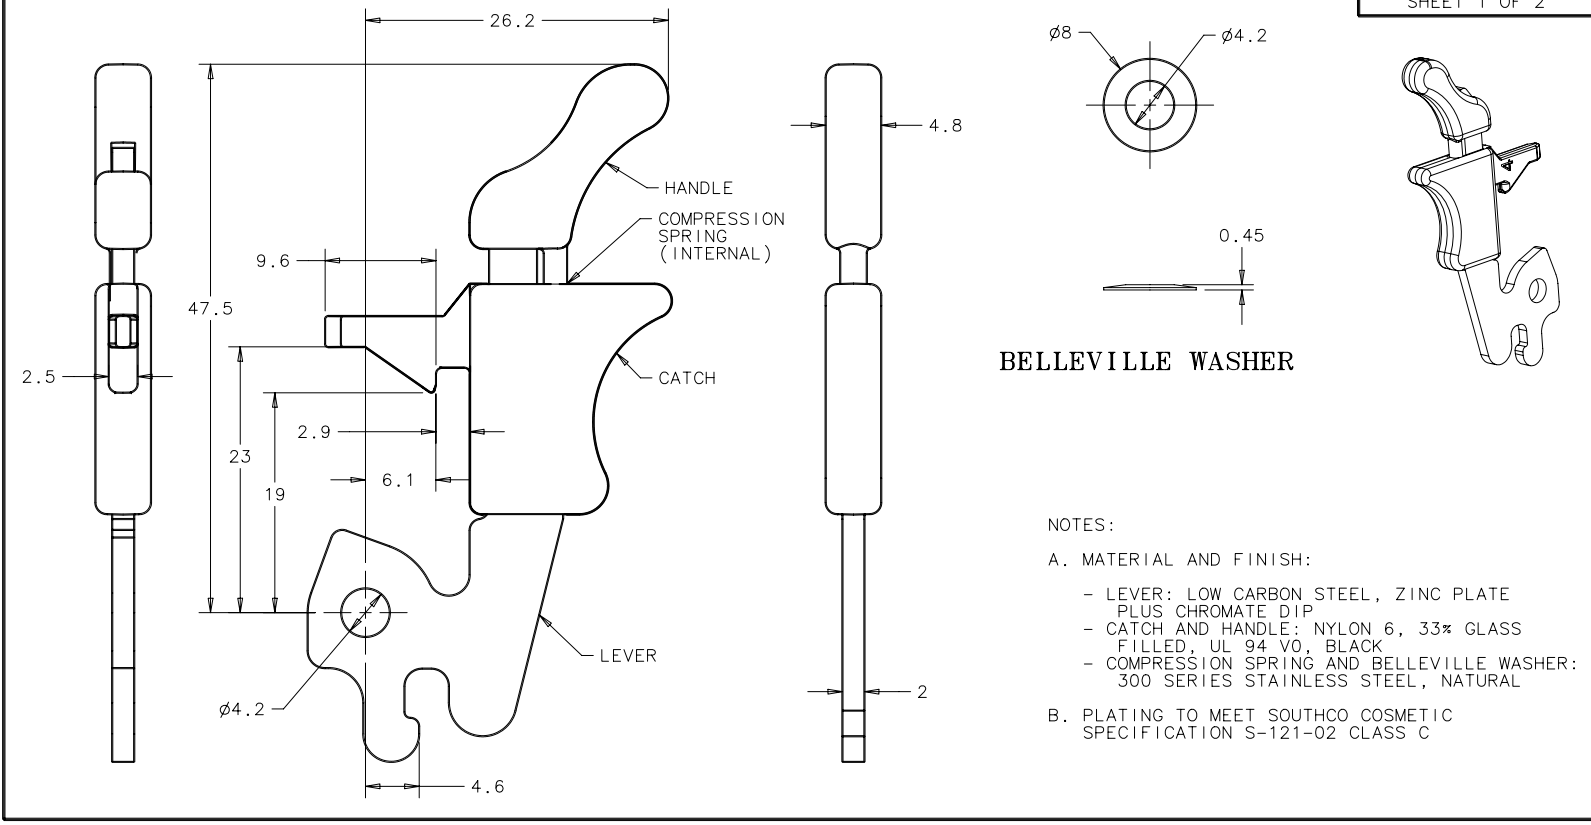 SHEET 1 OF 2
26.2
Ø8
Ø4.2
4.8
HANDLE
COMPRESSION
SPRING
(INTERNAL)
0.45
9.6
47.5
BELLEVILLE WASHER
2.5
CATCH
2.9
23
6.1
19
NOTES:
A. MATERIAL AND FINISH:
- LEVER: LOW CARBON STEEL, ZINC PLATE
PLUS CHROMATE DIP
- CATCH AND HANDLE: NYLON 6, 33% GLASS
FILLED, UL 94 V0, BLACK
- COMPRESSION SPRING AND BELLEVILLE WASHER:
300 SERIES STAINLESS STEEL, NATURAL
B. PLATING TO MEET SOUTHCO COSMETIC
SPECIFICATION S-121-02 CLASS C
LEVER
2
Ø4.2
4.6